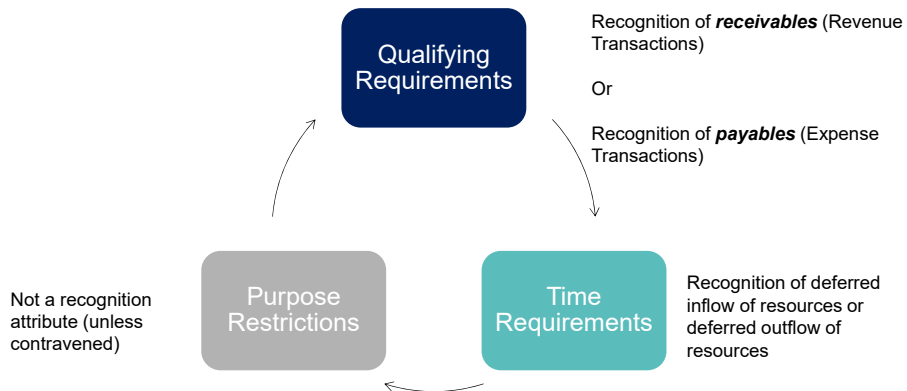 Qualifying
Requirements
Recognition of receivables (Revenue
Transactions)
Or
Recognition of payables (Expense
Transactions)
Time
Requirements
Recognition of deferred
inflow of resources or
deferred outflow of
resources
Purpose
Restrictions
Not a recognition
attribute (unless
contravened)